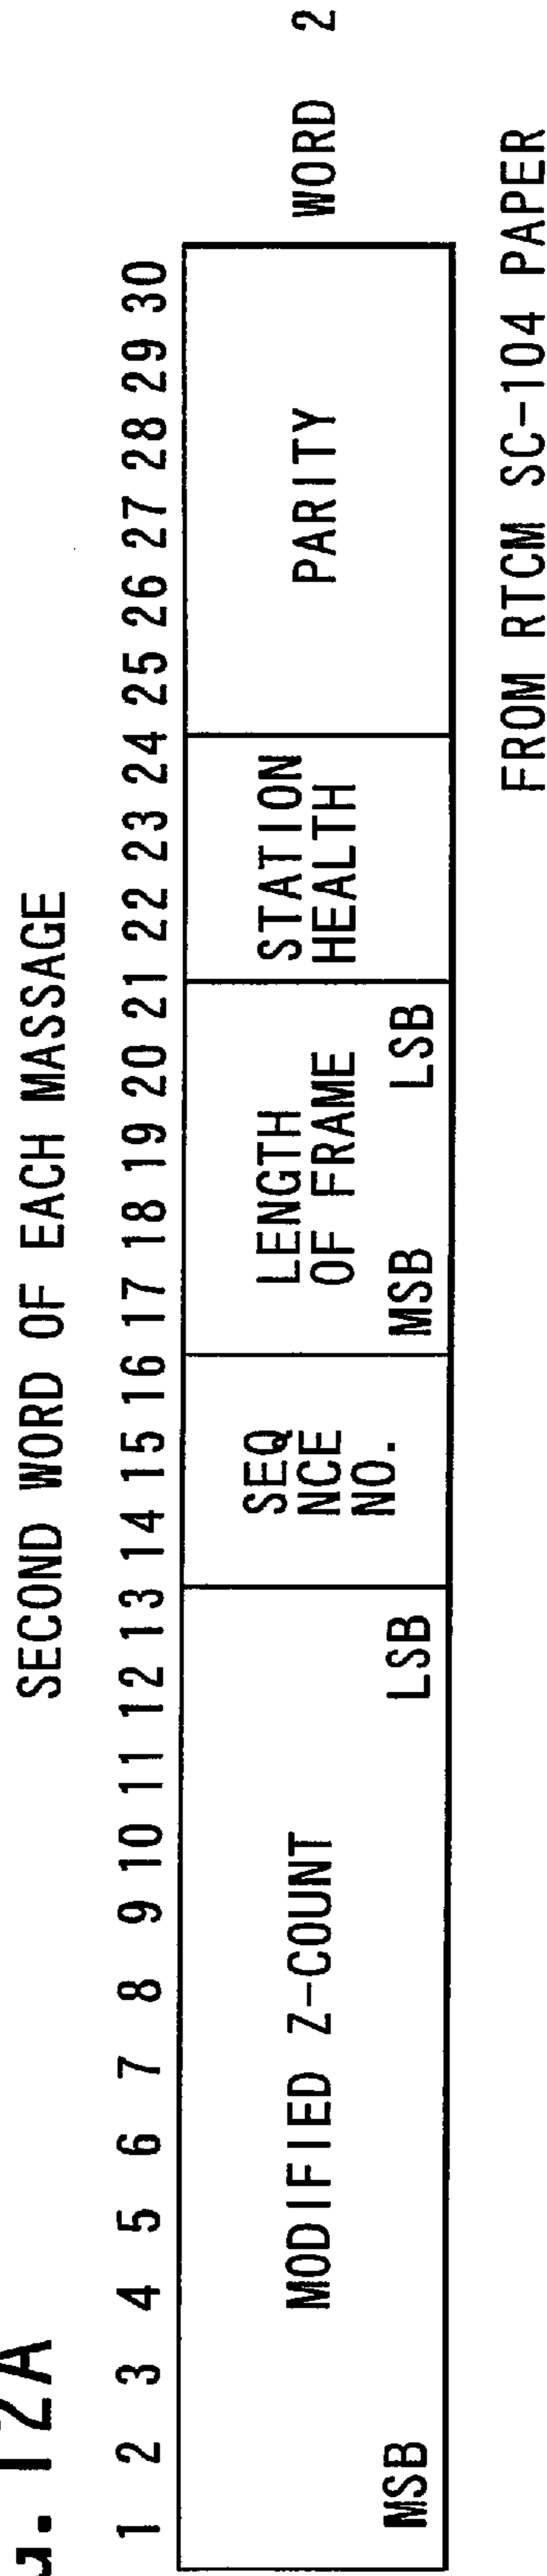 12A
SECOND WORD OF EACH MASSAGE
1 2 3 4 5 6 7 8 9 10 11 12 13 14 15 16 17 18 19 20 21 22 23 24 25 26 27 28 29 30
MODIFIED Z-COUNT
MSB LSB
SEQ
NCE
NO.
LENGTH
OF FRAME
MSB LSB
STATION
HEALTH
PARITY
WORD 2
FROM RTCM SC-104 PAPER